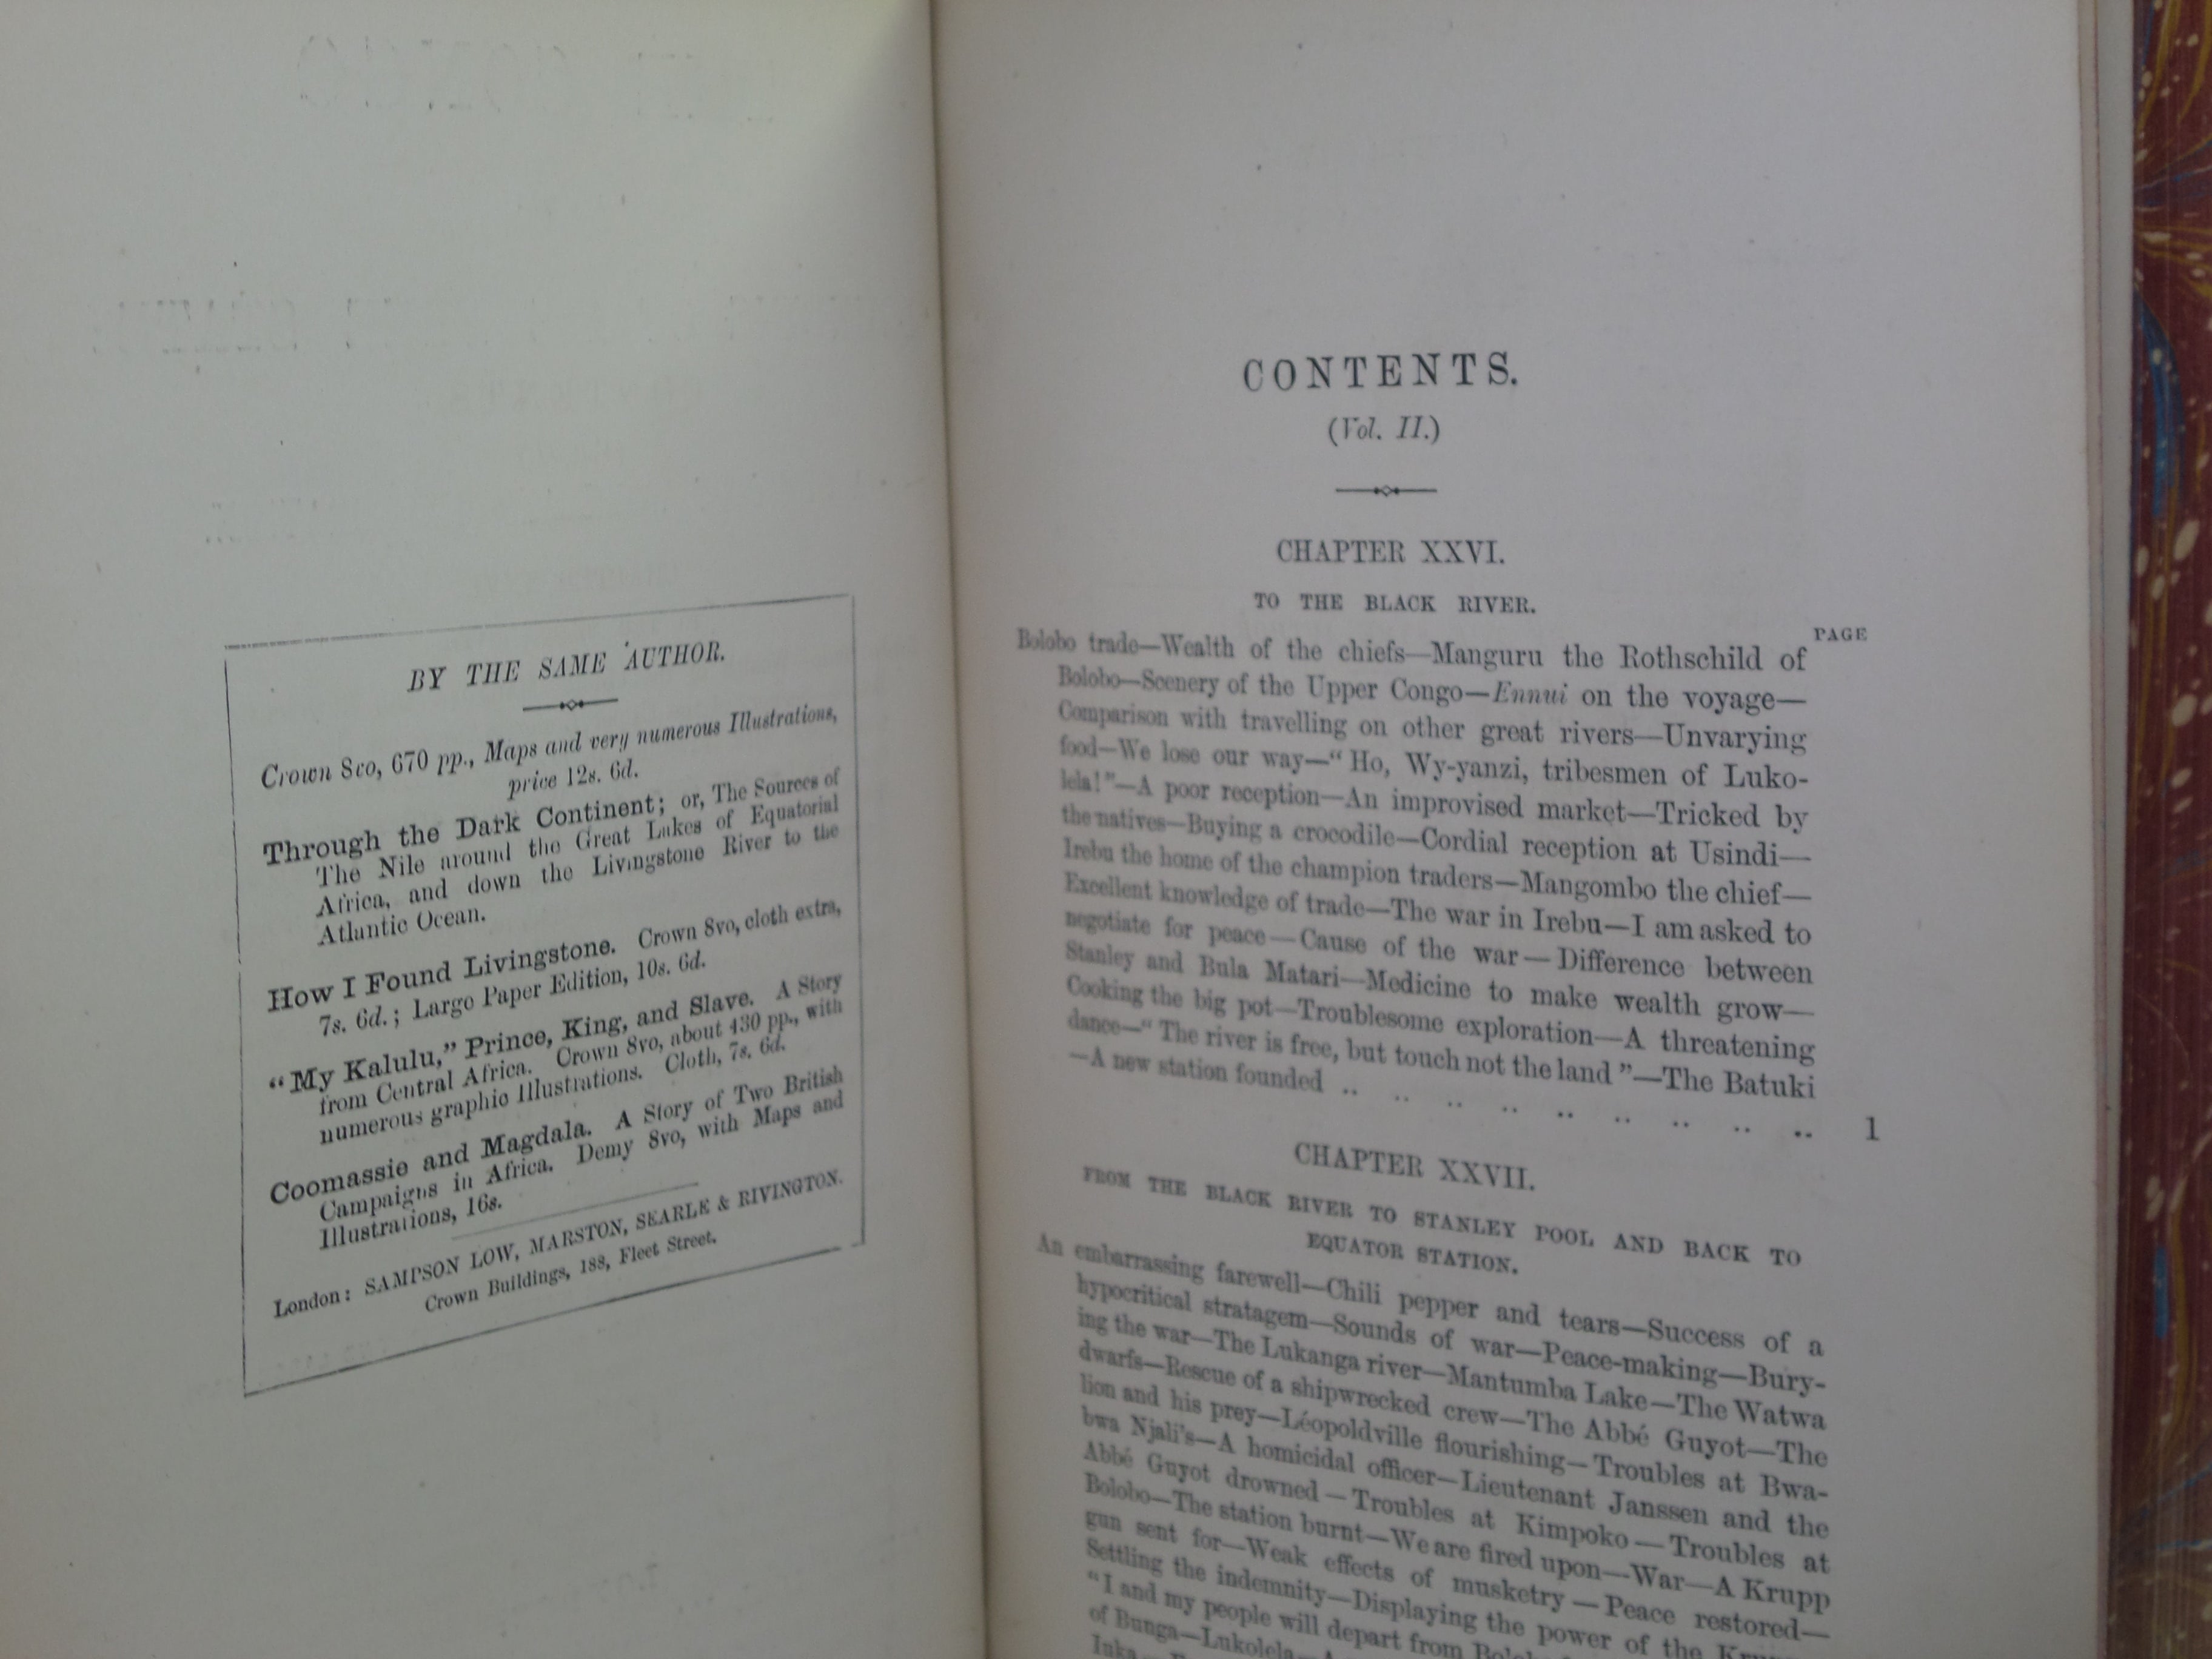 BY THE SAME AUTHOR.
Crown 8vo, 670 pp., Maps and very numerous Illustrations,
price 12s. 6d.
Through the Dark Continent; or, The Sources of
The Nile around the Great Lakes of Equatorial
Africa, and down the Livingstone River to the
Atlantic Ocean.
How I Found Livingstone. Crown 8vo, cloth extra,
7s. 6d.; Large Paper Edition, 10s. 6d.
"My Kalulu," Prince, King, and Slave. A Story
from Central Africa. Crown 8vo, about 430 pp., with
numerous graphic Illustrations. Cloth, 7s. 6d.
Coomassie and Magdala. A Story of Two British
Campaigns in Africa. Demy 8vo, with Maps and
Illustrations, 16s.
London: SAMPSON LOW, MARSTON, SEARLE & RIVINGTON.
Crown Buildings, 188, Fleet Street.
CONTENTS.
(Vol. II.)
CHAPTER XXVI.
TO THE BLACK RIVER.
PAGE
Bolobo trade—Wealth of the chiefs—Manguru the Rothschild of
Bolobo—Scenery of the Upper Congo—Ennui on the voyage—
Comparison with travelling on other great rivers—Unvarying
food—We lose our way—"Ho, Wy-yanzi, tribesmen of Luko-
lela!"—A poor reception—An improvised market—Tricked by
the natives—Buying a crocodile—Cordial reception at Usindi—
Irebu the home of the champion traders—Mangombo the chief—
Excellent knowledge of trade—The war in Irebu—I am asked to
negotiate for peace—Cause of the war—Difference between
Stanley and Bula Matari—Medicine to make wealth grow—
Cooking the big pot—Troublesome exploration—A threatening
dance—"The river is free, but touch not the land"—The Batuki
—A new station founded .. .. .. .. .. .. .. .. .. 1
CHAPTER XXVII.
FROM THE BLACK RIVER TO STANLEY POOL AND BACK TO
EQUATOR STATION.
An embarrassing farewell—Chili pepper and tears—Success of a
hypocritical stratagem—Sounds of war—Peace-making—Bury-
ing the war—The Lukanga river—Mantumba Lake—The Watwa
dwarfs—Rescue of a shipwrecked crew—The Abbé Guyot—The
lion and his prey—Léopoldville flourishing—Troubles at Bwa-
bwa Njali's—A homicidal officer—Lieutenant Janssen and the
Abbé Guyot drowned—Troubles at Kimpoko—Troubles at
Bolobo—The station burnt—We are fired upon—War—A Krupp
gun sent for—Weak effects of musketry—Peace restored—
Settling the indemnity—Displaying the power of the
"I and my people will depart from
of Bunga—Lukolela—